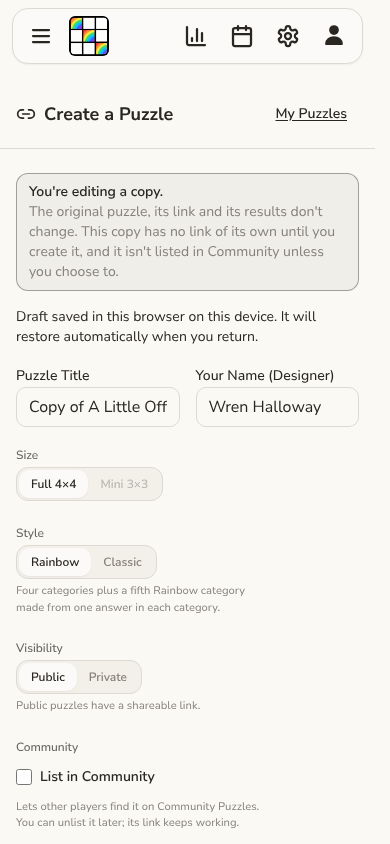 Create a Puzzle
My Puzzles
You're editing a copy.
The original puzzle, its link and its results don't
change. This copy has no link of its own until you
create it, and it isn't listed in Community unless
you choose to.
Draft saved in this browser on this device. It will
restore automatically when you return.
Puzzle Title
Your Name (Designer)
Copy of A Little Off
Wren Halloway
Size
Full 4×4
Mini 3×3
Style
Rainbow
Classic
Four categories plus a fifth Rainbow category
made from one answer in each category.
Visibility
Public
Private
Public puzzles have a shareable link.
Community
List in Community
Lets other players find it on Community Puzzles.
You can unlist it later; its link keeps working.